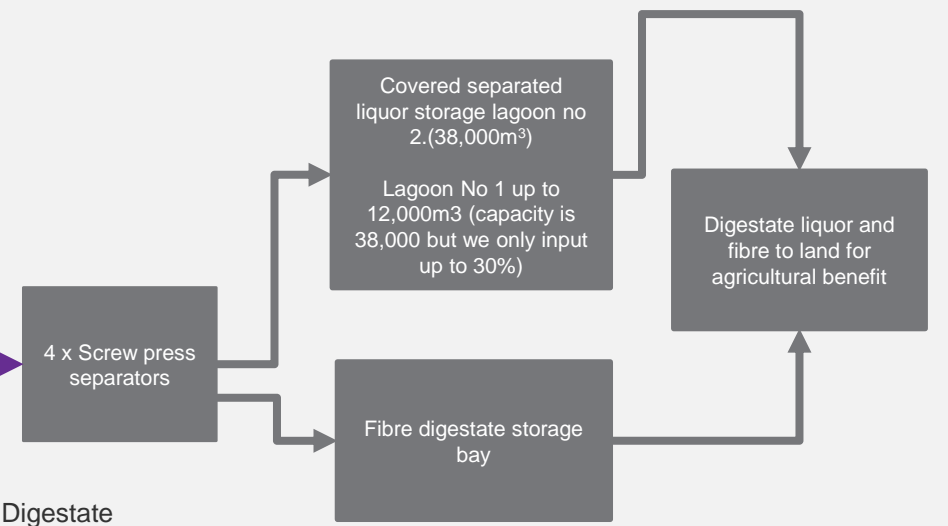 Covered separated
liquor storage lagoon no
2.(38,000m³)
Lagoon No 1 up to
12,000m3 (capacity is
38,000 but we only input
up to 30%)
Digestate liquor and
fibre to land for
agricultural benefit
4 x Screw press
separators
Fibre digestate storage
bay
Digestate